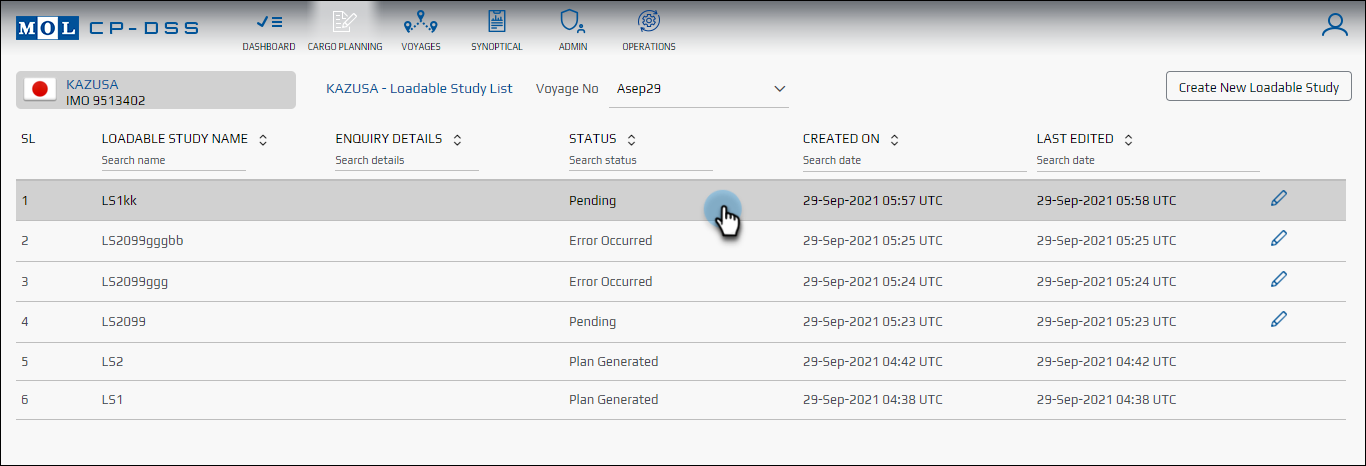 MOL CP-DSS
DASHBOARD CARGO PLANNING VOYAGES SYNOPTICAL ADMIN OPERATIONS
KAZUSA
IMO 9513402
KAZUSA - Loadable Study List Voyage No Asep29 Create New Loadable Study
SL LOADABLE STUDY NAME ENQUIRY DETAILS STATUS CREATED ON LAST EDITED
Search name Search details Search status Search date Search date
1 LS1kk Pending 29-Sep-2021 05:57 UTC 29-Sep-2021 05:58 UTC
2 LS2099gggbb Error Occurred 29-Sep-2021 05:25 UTC 29-Sep-2021 05:25 UTC
3 LS2099ggg Error Occurred 29-Sep-2021 05:24 UTC 29-Sep-2021 05:24 UTC
4 LS2099 Pending 29-Sep-2021 05:23 UTC 29-Sep-2021 05:23 UTC
5 LS2 Plan Generated 29-Sep-2021 04:42 UTC 29-Sep-2021 04:42 UTC
6 LS1 Plan Generated 29-Sep-2021 04:38 UTC 29-Sep-2021 04:38 UTC